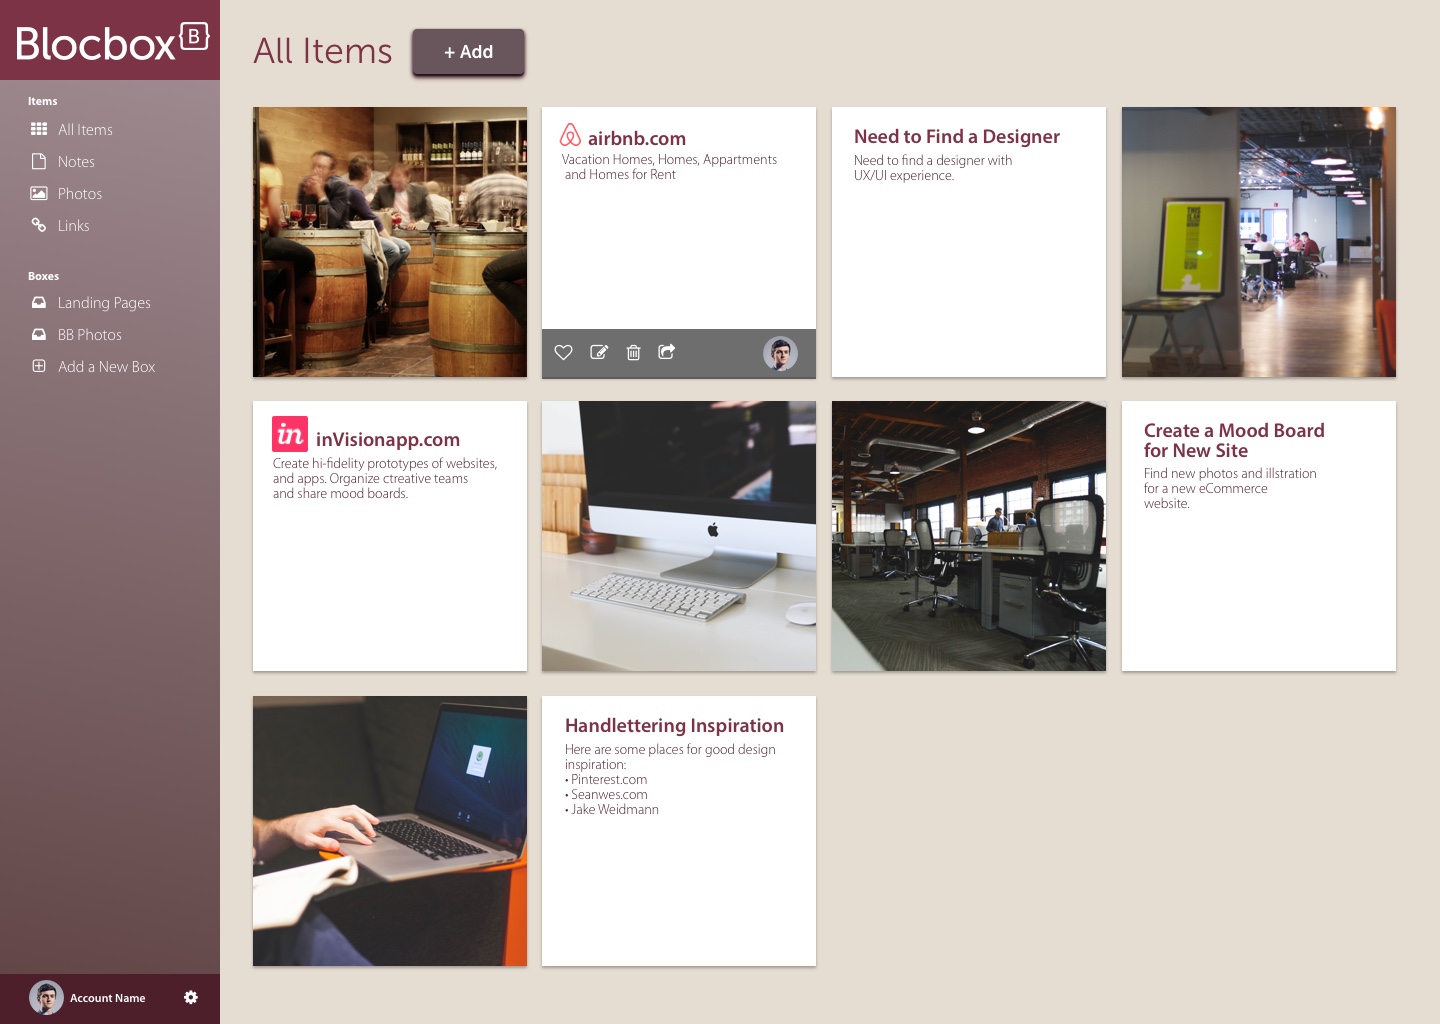 Blocbox B
All Items
+ Add
Items
All Items
Notes
Photos
Links
Boxes
Landing Pages
BB Photos
Add a New Box
Account Name
airbnb.com
Vacation Homes, Homes, Appartments
and Homes for Rent
Need to Find a Designer
Need to find a designer with
UX/UI experience.
THIS
in inVisionapp.com
Create hi-fidelity prototypes of websites,
and apps. Organize ctreative teams
and share mood boards.
Create a Mood Board
for New Site
Find new photos and illstration
for a new eCommerce
website.
Handlettering Inspiration
Here are some places for good design
inspiration:
• Pinterest.com
• Seanwes.com
• Jake Weidmann